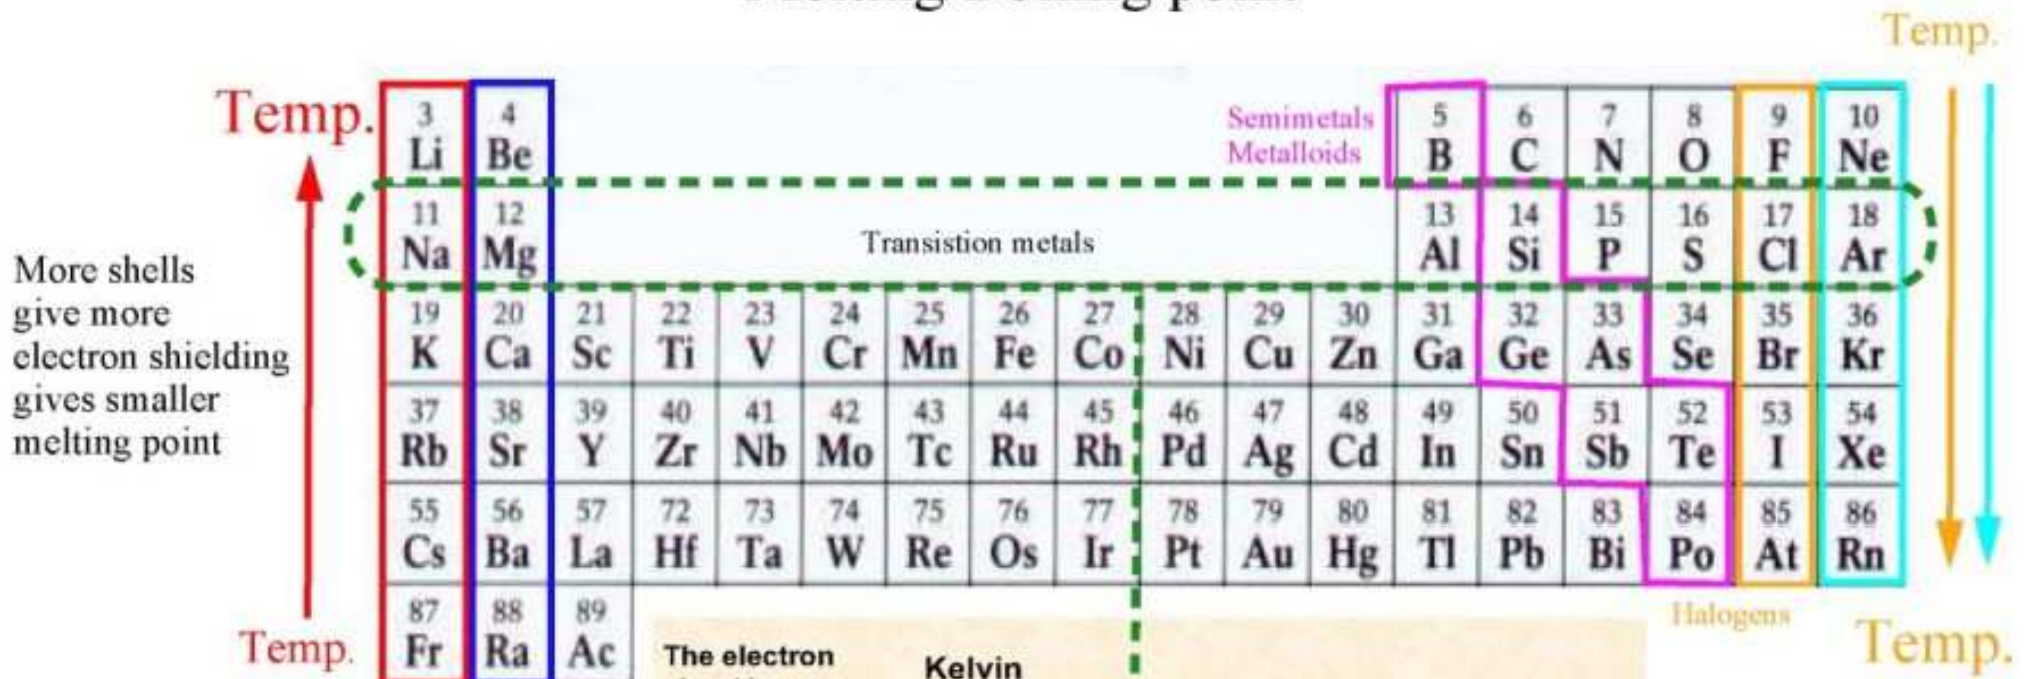 Temp.
Temp.
Semimetals
Metalloids
3 4 5 6 7 8 9 10
Li Be B C N O F Ne
11 12 13 14 15 16 17 18
Na Mg Transistion metals Al Si P S Cl Ar
More shells
give more
electron shielding
gives smaller
melting point
19 20 21 22 23 24 25 26 27 28 29 30 31 32 33 34 35 36
K Ca Sc Ti V Cr Mn Fe Co Ni Cu Zn Ga Ge As Se Br Kr
37 38 39 40 41 42 43 44 45 46 47 48 49 50 51 52 53 54
Rb Sr Y Zr Nb Mo Tc Ru Rh Pd Ag Cd In Sn Sb Te I Xe
55 56 57 72 73 74 75 76 77 78 79 80 81 82 83 84 85 86
Cs Ba La Hf Ta W Re Os Ir Pt Au Hg Tl Pb Bi Po At Rn
87 88 89
Fr Ra Ac
Temp.
Halogens
Temp.
The electron
Kelvin